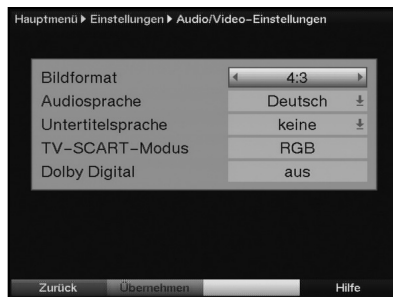 Hauptmenü ▸ Einstellungen ▸ Audio/Video-Einstellungen
Bildformat 4:3
Audiosprache Deutsch
Untertitelsprache keine
TV-SCART-Modus RGB
Dolby Digital aus
Zurück Übernehmen Hilfe